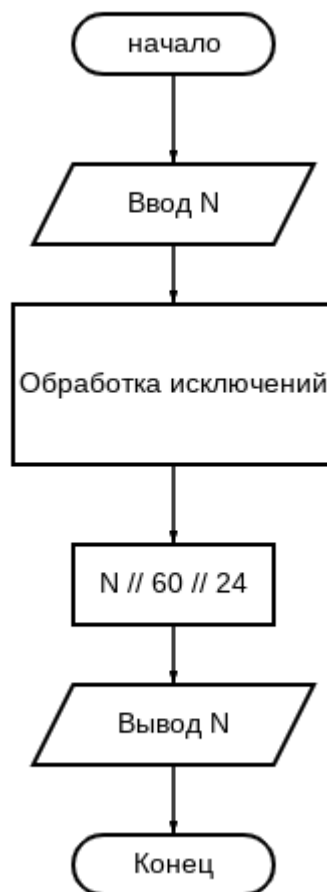 начало
Ввод N
Обработка исключений
N // 60 // 24
Вывод N
Конец